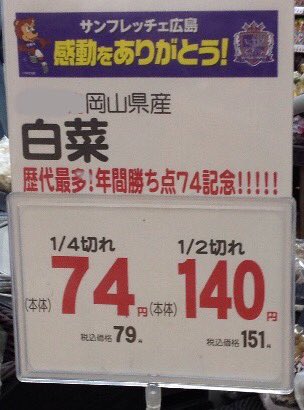 サンフレッチェ広島
感動をありがとう!
岡山県産
白菜
歴代最多!年間勝ち点74記念!!!!!
1/4切れ 1/2切れ
(本体) 74円 (本体) 140円
税込価格 79円 税込価格 151円